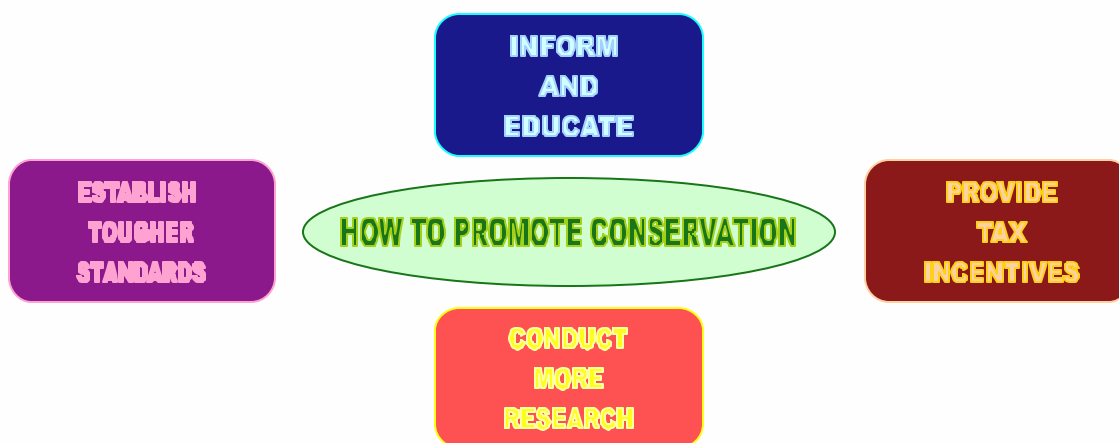 INFORM
AND
EDUCATE
ESTABLISH
TOUGHER
STANDARDS
HOW TO PROMOTE CONSERVATION
PROVIDE
TAX
INCENTIVES
CONDUCT
MORE
RESEARCH